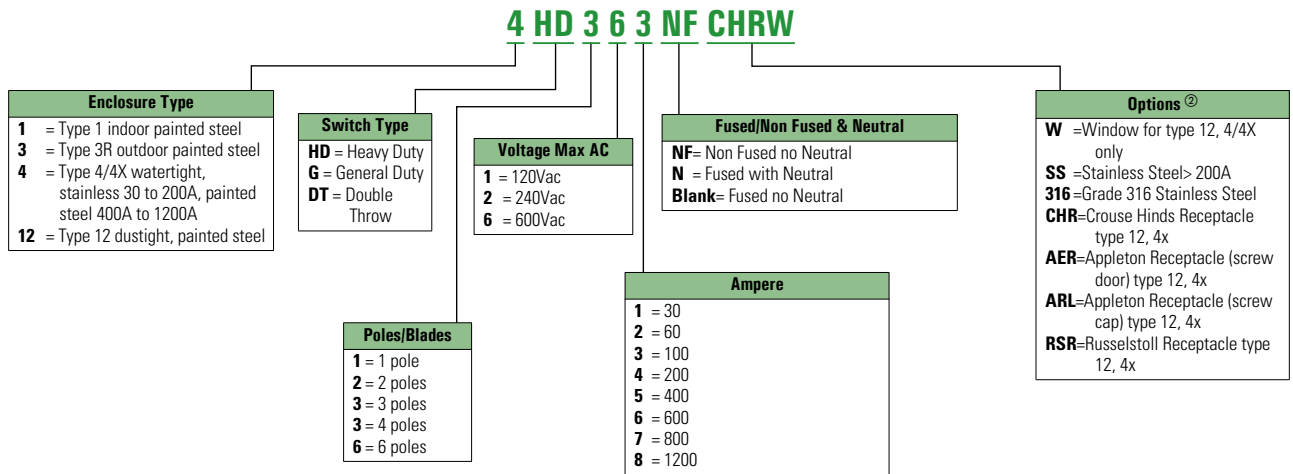 4 HD 3 6 3 NF CHRW
Enclosure Type
1 = Type 1 indoor painted steel
3 = Type 3R outdoor painted steel
4 = Type 4/4X watertight,
stainless 30 to 200A, painted
steel 400A to 1200A
12 = Type 12 dustight, painted steel
Switch Type
HD = Heavy Duty
G = General Duty
DT = Double
Throw
Voltage Max AC
1 = 120Vac
2 = 240Vac
6 = 600Vac
Fused/Non Fused & Neutral
NF= Non Fused no Neutral
N = Fused with Neutral
Blank= Fused no Neutral
Options ②
W =Window for type 12, 4/4X
only
SS =Stainless Steel> 200A
316=Grade 316 Stainless Steel
CHR=Crouse Hinds Receptacle
type 12, 4x
AER=Appleton Receptacle (screw
door) type 12, 4x
ARL=Appleton Receptacle (screw
cap) type 12, 4x
RSR=Russelstoll Receptacle type
12, 4x
Poles/Blades
1 = 1 pole
2 = 2 poles
3 = 3 poles
3 = 4 poles
6 = 6 poles
Ampere
1 = 30
2 = 60
3 = 100
4 = 200
5 = 400
6 = 600
7 = 800
8 = 1200